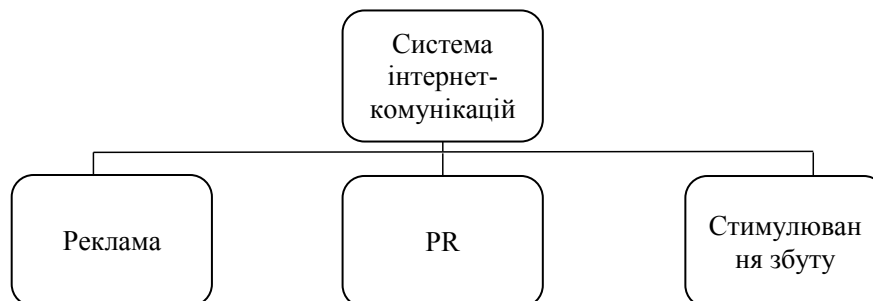 Система
інтернет-
комунікацій
Реклама
PR
Стимулюван
ня збуту